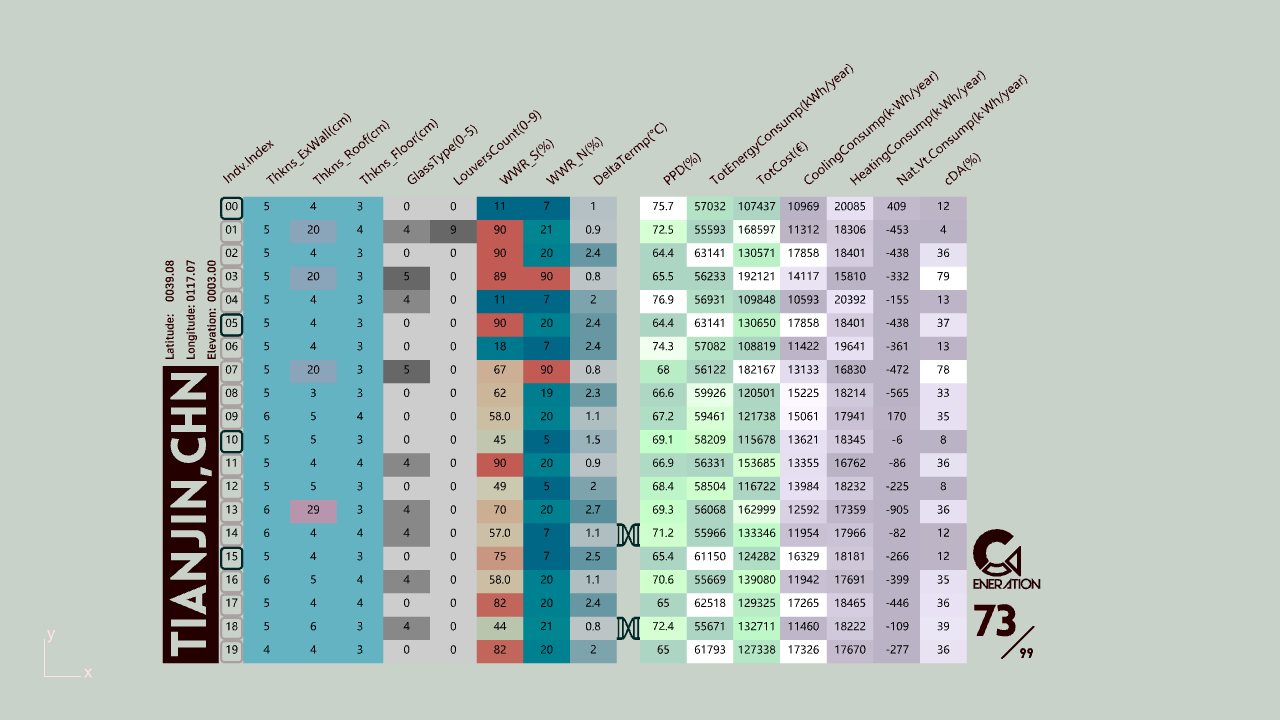 Indv.Index Thkns_ExWall(cm) Thkns_Roof(cm) Thkns_Floor(cm) GlassType(0-5) LouversCount(0-9) WWR_S(%) WWR_N(%) DeltaTermp(°C) PPD(%) TotEnergyConsump(kWh/year) TotCost(€) CoolingConsump(k·Wh/year) HeatingConsump(k·Wh/year) Nat.Vt.Consump(k·Wh/year) cDA(%)
00 5 4 3 0 0 11 7 1 75.7 57032 107437 10969 20085 409 12
01 5 20 4 4 9 90 21 0.9 72.5 55593 168597 11312 18306 -453 4
02 5 4 3 0 0 90 20 2.4 64.4 63141 130571 17858 18401 -438 36
03 5 20 3 5 0 89 90 0.8 65.5 56233 192121 14117 15810 -332 79
04 5 4 3 4 0 11 7 2 76.9 56931 109848 10593 20392 -155 13
05 5 4 3 0 0 90 20 2.4 64.4 63141 130650 17858 18401 -438 37
06 5 4 3 0 0 18 7 2.4 74.3 57082 108819 11422 19641 -361 13
07 5 20 3 5 0 67 90 0.8 68 56122 182167 13133 16830 -472 78
08 5 3 3 0 0 62 19 2.3 66.6 59926 120501 15225 18214 -565 33
09 6 5 4 0 0 58.0 20 1.1 67.2 59461 121738 15061 17941 170 35
10 5 5 3 0 0 45 5 1.5 69.1 58209 115678 13621 18345 -6 8
11 5 4 4 4 0 90 20 0.9 66.9 56331 153685 13355 16762 -86 36
12 5 5 3 0 0 49 5 2 68.4 58504 116722 13984 18232 -225 8
13 6 29 3 4 0 70 20 2.7 69.3 56068 162999 12592 17359 -905 36
14 6 4 4 4 0 57.0 7 1.1 71.2 55966 133346 11954 17966 -82 12
15 5 4 3 0 0 75 7 2.5 65.4 61150 124282 16329 18181 -266 12
16 6 5 4 4 0 58.0 20 1.1 70.6 55669 139080 11942 17691 -399 35
17 5 4 4 0 0 82 20 2.4 65 62518 129325 17265 18465 -446 36
18 5 6 3 4 0 44 21 0.8 72.4 55671 132711 11460 18222 -109 39
19 4 4 3 0 0 82 20 2 65 61793 127338 17326 17670 -277 36
Latitude: 0039.08
Longitude: 0117.07
Elevation: 0003.00
TIANJIN,CHN
ENERATION
73/99
y
x